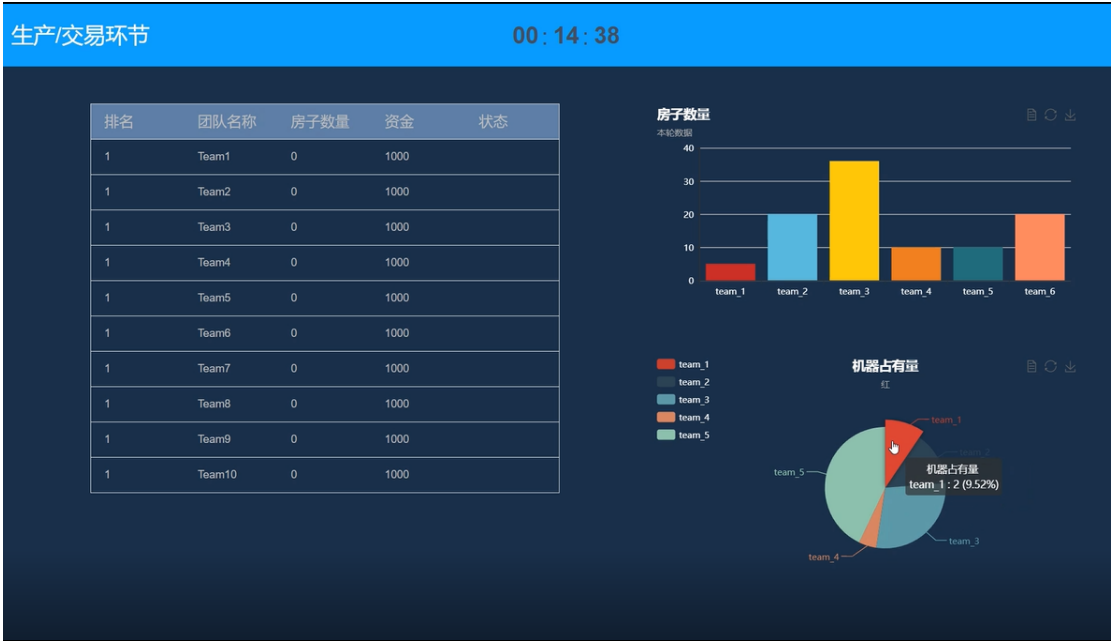 生产/交易环节
00:14:38
排名 团队名称 房子数量 资金 状态
1 Team1 0 1000
1 Team2 0 1000
1 Team3 0 1000
1 Team4 0 1000
1 Team5 0 1000
1 Team6 0 1000
1 Team7 0 1000
1 Team8 0 1000
1 Team9 0 1000
1 Team10 0 1000
房子数量
本轮数据
40
30
20
10
0
team_1 team_2 team_3 team_4 team_5 team_6
team_1
team_2
team_3
team_4
team_5
机器占有量
红
team_1
team_2
机器占有量
team_1 : 2 (9.52%)
team_5
team_3
team_4